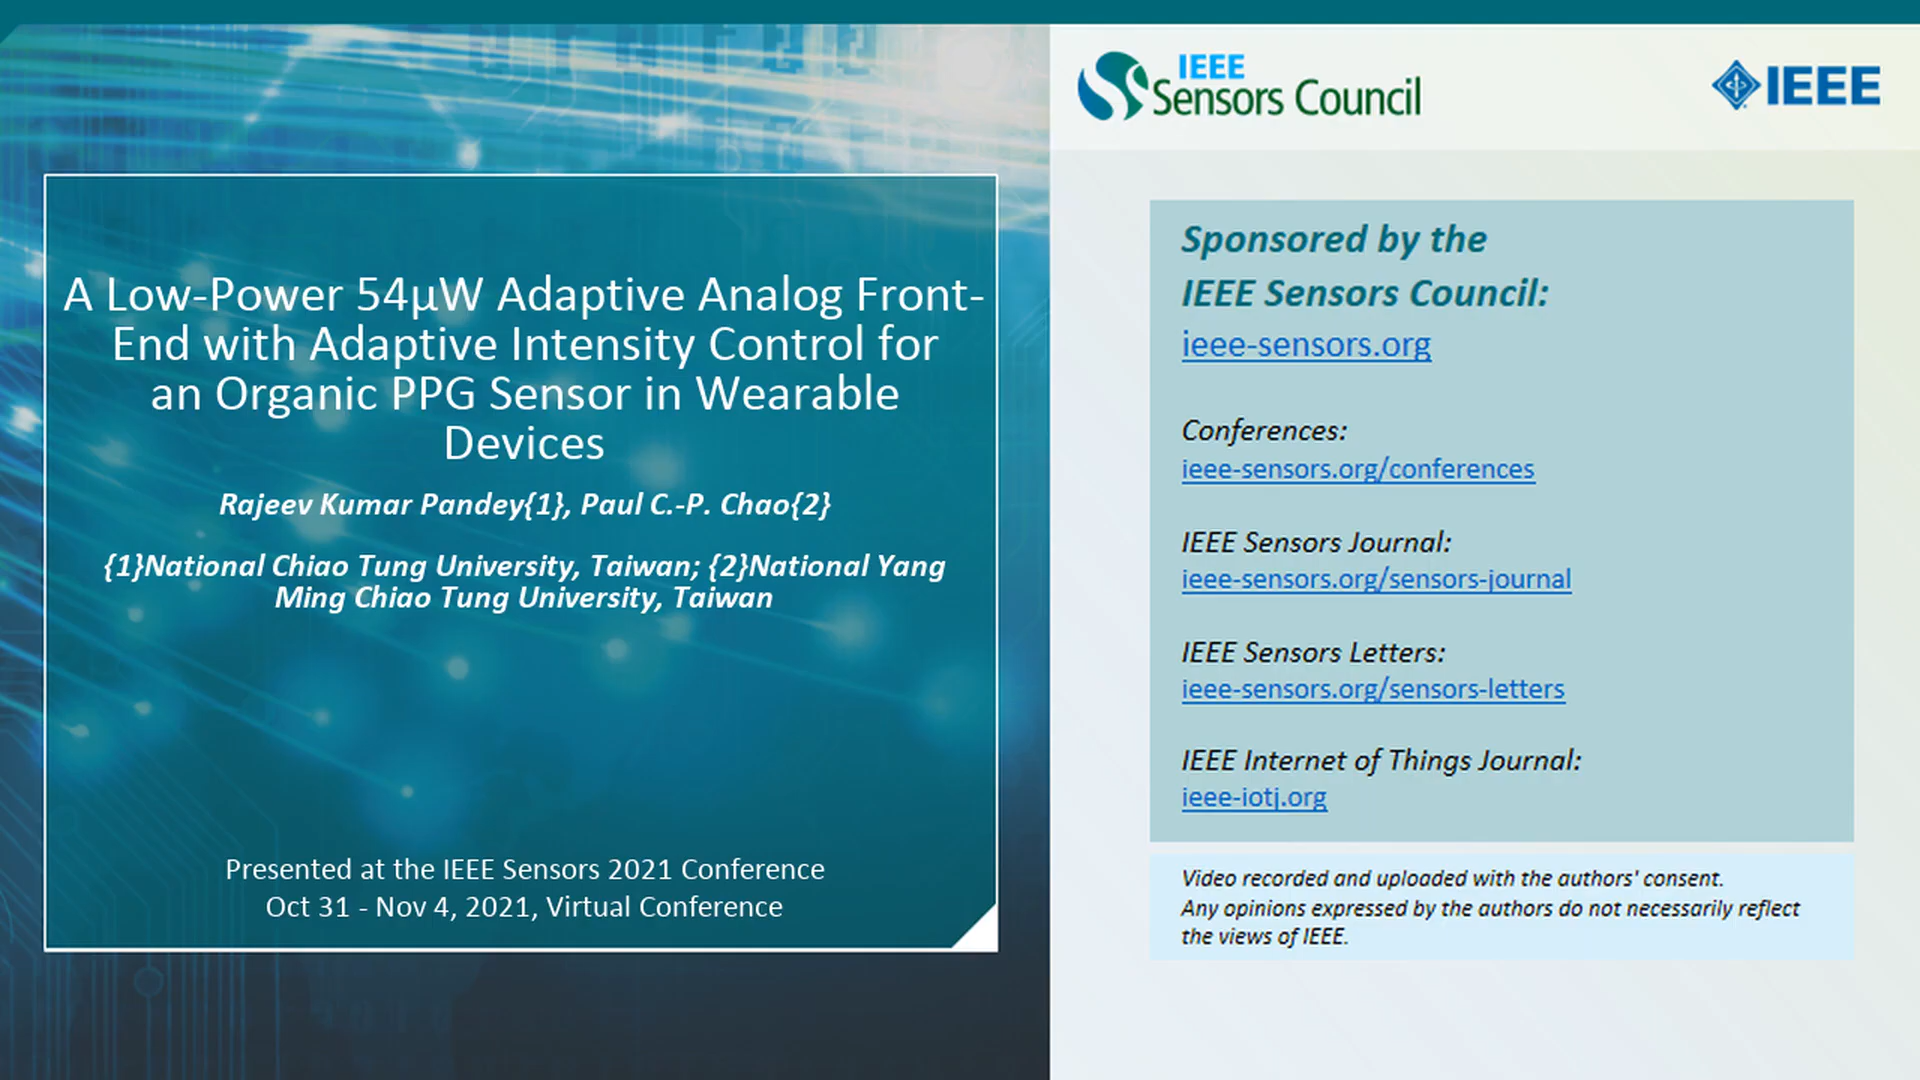 A Low-Power 54µW Adaptive Analog Front-
End with Adaptive Intensity Control for
an Organic PPG Sensor in Wearable
Devices
Rajeev Kumar Pandey{1}, Paul C.-P. Chao{2}
{1}National Chiao Tung University, Taiwan; {2}National Yang
Ming Chiao Tung University, Taiwan
Presented at the IEEE Sensors 2021 Conference
Oct 31 - Nov 4, 2021, Virtual Conference
IEEE
Sensors Council
IEEE
Sponsored by the
IEEE Sensors Council:
ieee-sensors.org
Conferences:
ieee-sensors.org/conferences
IEEE Sensors Journal:
ieee-sensors.org/sensors-journal
IEEE Sensors Letters:
ieee-sensors.org/sensors-letters
IEEE Internet of Things Journal:
ieee-iotj.org
Video recorded and uploaded with the authors' consent.
Any opinions expressed by the authors do not necessarily reflect
the views of IEEE.